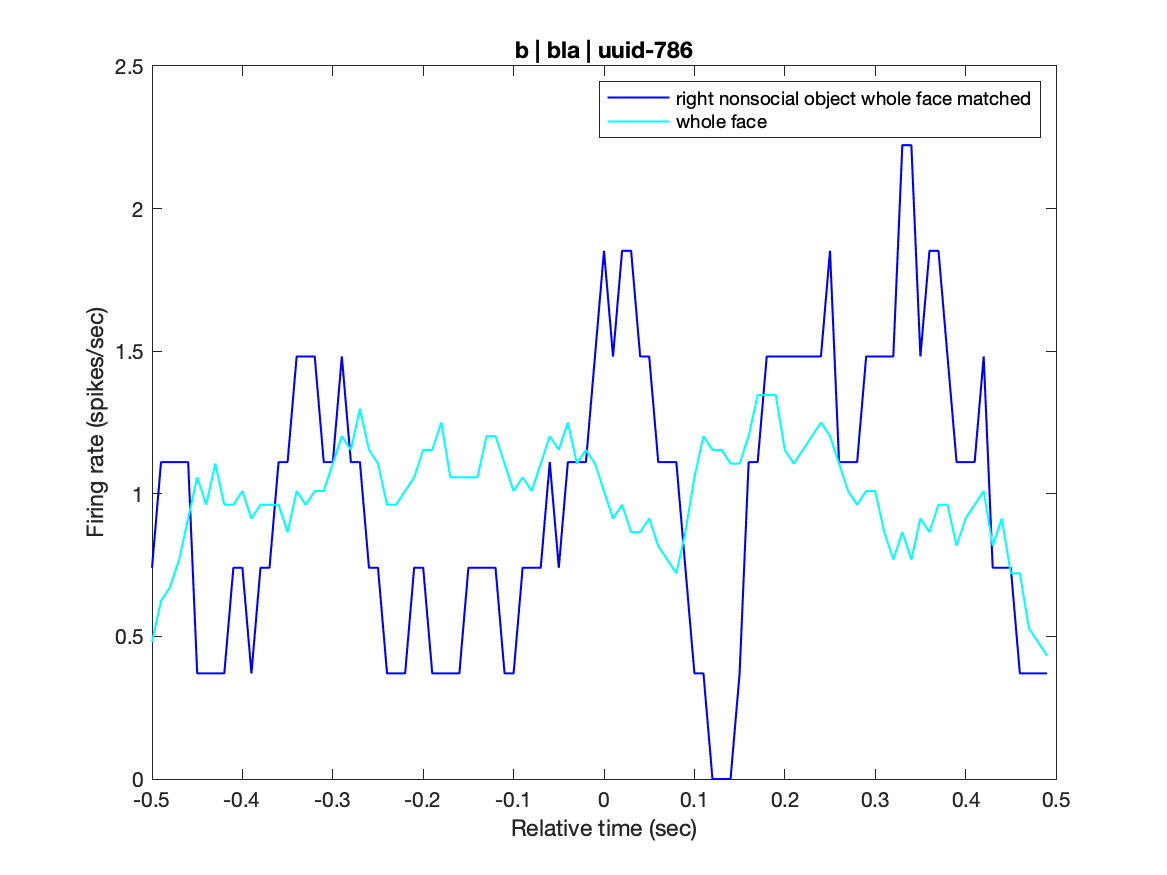 b | bla | uuid-786
right nonsocial object whole face matched
whole face
Firing rate (spikes/sec)
2.5
2
1.5
1
0.5
0
-0.5 -0.4 -0.3 -0.2 -0.1 0 0.1 0.2 0.3 0.4 0.5
Relative time (sec)